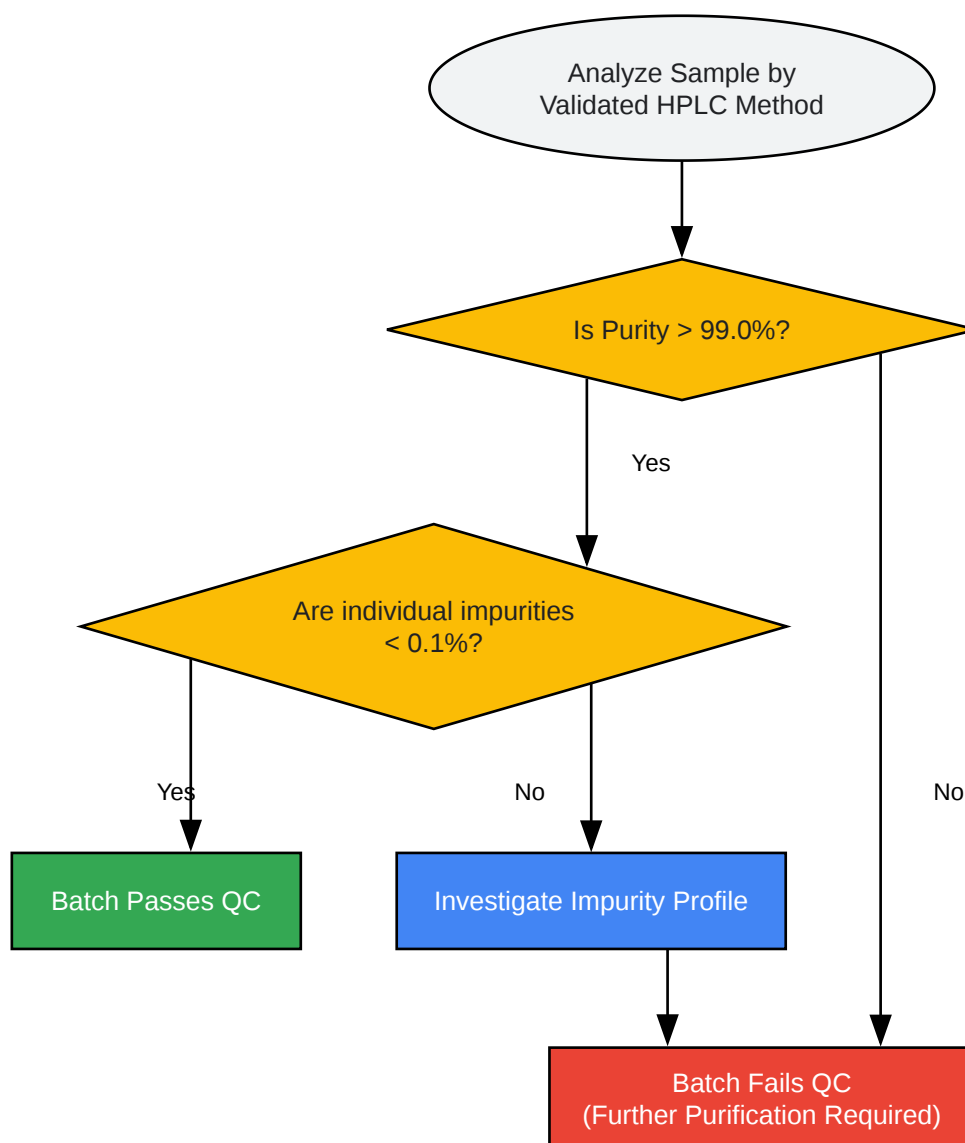 Analyze Sample by
Validated HPLC Method
Is Purity > 99.0%?
Yes
Are individual impurities
< 0.1%?
Yes
No
No
Batch Passes QC
Investigate Impurity Profile
Batch Fails QC
(Further Purification Required)